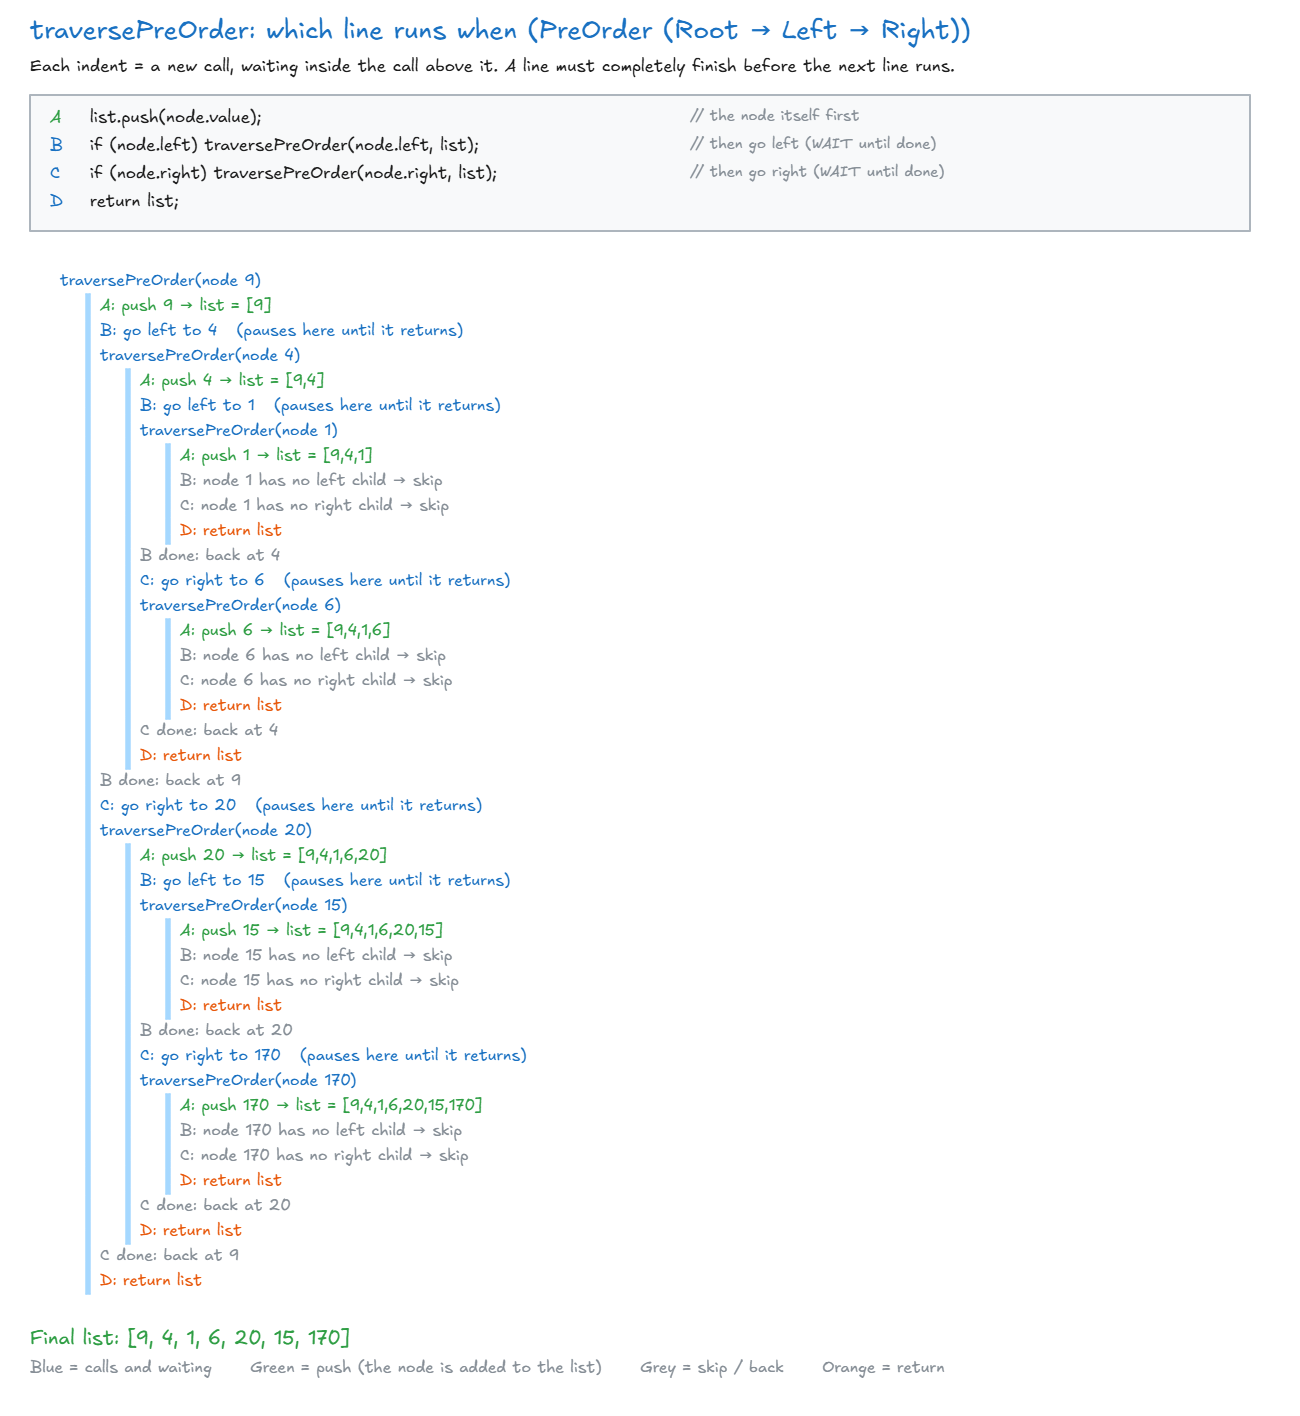 traversePreOrder: which line runs when (PreOrder (Root → Left → Right))
Each indent = a new call, waiting inside the call above it. A line must completely finish before the next line runs.
A list.push(node.value); // the node itself first
B if (node.left) traversePreOrder(node.left, list); // then go left (WAIT until done)
C if (node.right) traversePreOrder(node.right, list); // then go right (WAIT until done)
D return list;
traversePreOrder(node 9)
A: push 9 → list = [9]
B: go left to 4 (pauses here until it returns)
traversePreOrder(node 4)
A: push 4 → list = [9,4]
B: go left to 1 (pauses here until it returns)
traversePreOrder(node 1)
A: push 1 → list = [9,4,1]
B: node 1 has no left child → skip
C: node 1 has no right child → skip
D: return list
B done: back at 4
C: go right to 6 (pauses here until it returns)
traversePreOrder(node 6)
A: push 6 → list = [9,4,1,6]
B: node 6 has no left child → skip
C: node 6 has no right child → skip
D: return list
C done: back at 4
D: return list
B done: back at 9
C: go right to 20 (pauses here until it returns)
traversePreOrder(node 20)
A: push 20 → list = [9,4,1,6,20]
B: go left to 15 (pauses here until it returns)
traversePreOrder(node 15)
A: push 15 → list = [9,4,1,6,20,15]
B: node 15 has no left child → skip
C: node 15 has no right child → skip
D: return list
B done: back at 20
C: go right to 170 (pauses here until it returns)
traversePreOrder(node 170)
A: push 170 → list = [9,4,1,6,20,15,170]
B: node 170 has no left child → skip
C: node 170 has no right child → skip
D: return list
C done: back at 20
D: return list
C done: back at 9
D: return list
Final list: [9, 4, 1, 6, 20, 15, 170]
Blue = calls and waiting Green = push (the node is added to the list) Grey = skip / back Orange = return